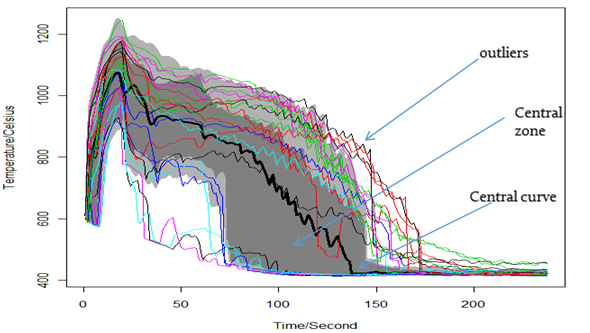 1200
1000
800
600
400
Temperature/Celsius
0
50
100
150
200
Time/Second
outliers
Central
zone
Central curve